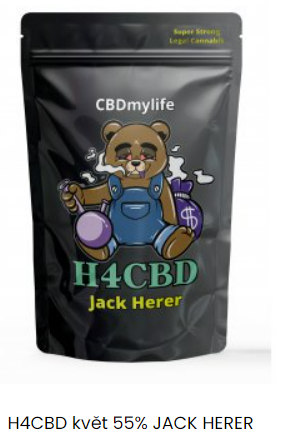 Super Strong
Legal Cannabis
CBDmylife
$
H4CBD
Jack Herer
H4CBD květ 55% JACK HERER